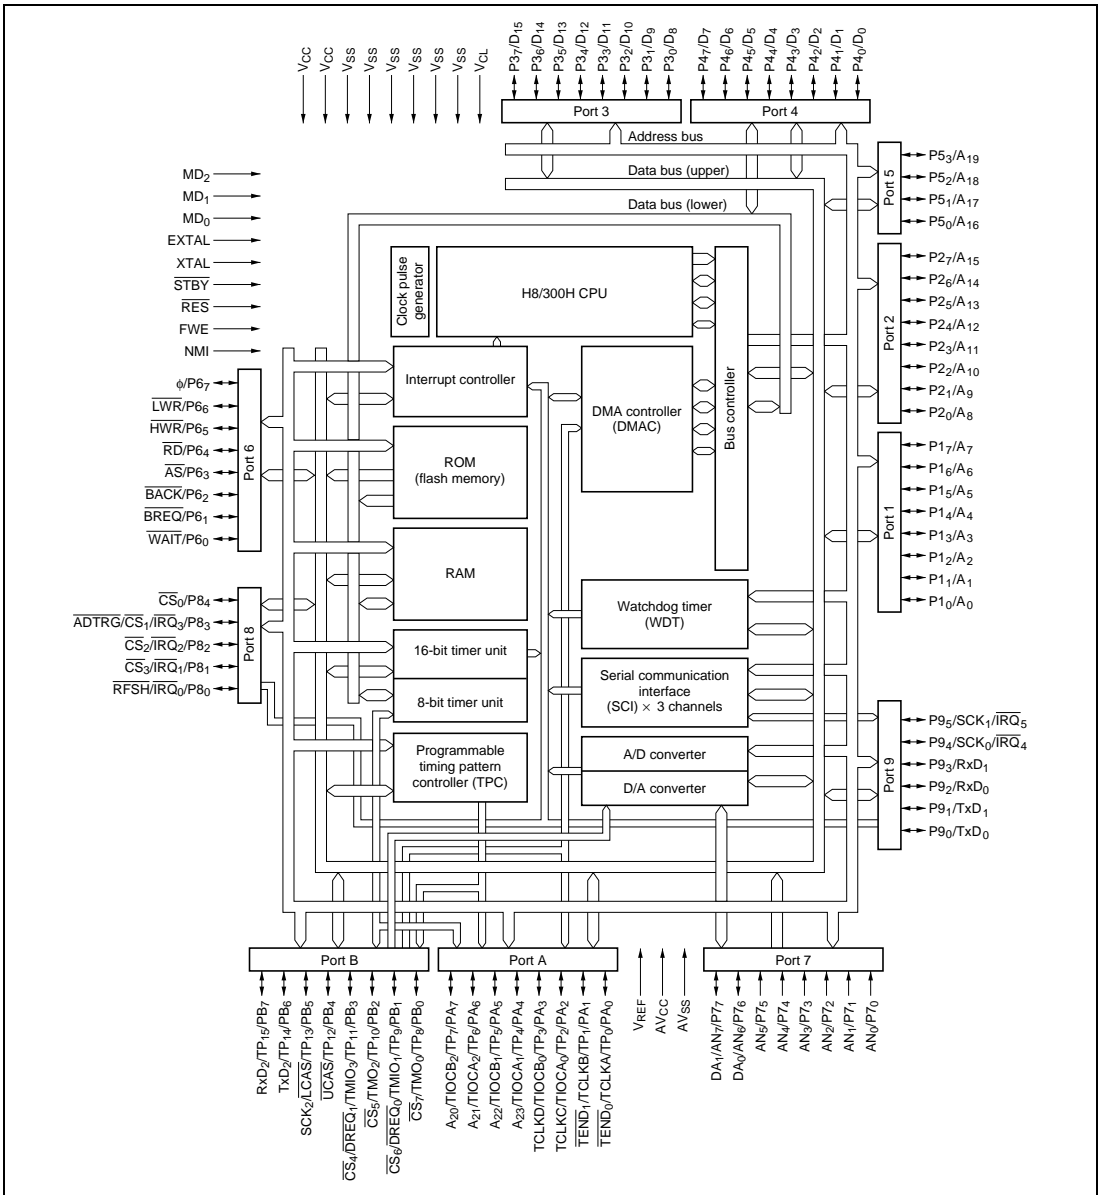 VCC
VCC
VSS
VSS
VSS
VSS
VSS
VSS
VCL
P37/D15
P36/D14
P35/D13
P34/D12
P33/D11
P32/D10
P31/D9
P30/D8
P47/D7
P46/D6
P45/D5
P44/D4
P43/D3
P42/D2
P41/D1
P40/D0
Port 3
Port 4
Address bus
Data bus (upper)
Data bus (lower)
MD2
MD1
MD0
EXTAL
XTAL
STBY
RES
FWE
NMI
Port 5
P53/A19
P52/A18
P51/A17
P50/A16
Clock pulse
generator
H8/300H CPU
Bus controller
Port 2
P27/A15
P26/A14
P25/A13
P24/A12
P23/A11
P22/A10
P21/A9
P20/A8
Interrupt controller
DMA controller
(DMAC)
φ/P67
LWR/P66
HWR/P65
RD/P64
AS/P63
BACK/P62
BREQ/P61
WAIT/P60
Port 6
ROM
(flash memory)
Port 1
P17/A7
P16/A6
P15/A5
P14/A4
P13/A3
P12/A2
P11/A1
P10/A0
RAM
CS0/P84
ADTRG/CS1/IRQ3/P83
CS2/IRQ2/P82
CS3/IRQ1/P81
RFSH/IRQ0/P80
Port 8
Watchdog timer
(WDT)
16-bit timer unit
8-bit timer unit
Serial communication
interface
(SCI) × 3 channels
Programmable
timing pattern
controller (TPC)
A/D converter
D/A converter
Port 9
P95/SCK1/IRQ5
P94/SCK0/IRQ4
P93/RxD1
P92/RxD0
P91/TxD1
P90/TxD0
Port B
Port A
Port 7
RxD2/TP15/PB7
TxD2/TP14/PB6
SCK2/LCAS/TP13/PB5
UCAS/TP12/PB4
CS4/DREQ1/TMIO3/TP11/PB3
CS5/TMO2/TP10/PB2
CS6/DREQ0/TMIO1/TP9/PB1
CS7/TMO0/TP8/PB0
A20/TIOCB2/TP7/PA7
A21/TIOCA2/TP6/PA6
A22/TIOCB1/TP5/PA5
A23/TIOCA1/TP4/PA4
TCLKD/TIOCB0/TP3/PA3
TCLKC/TIOCA0/TP2/PA2
TEND1/TCLKB/TP1/PA1
TEND0/TCLKA/TP0/PA0
VREF
AVCC
AVSS
DA1/AN7/P77
DA0/AN6/P76
AN5/P75
AN4/P74
AN3/P73
AN2/P72
AN1/P71
AN0/P70